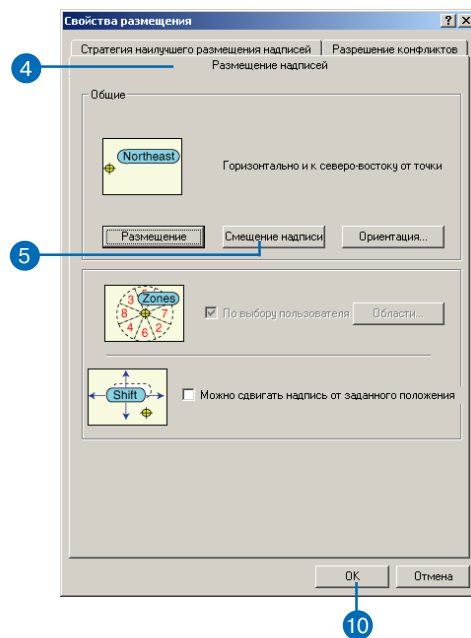 Свойства размещения
Стратегия наилучшего размещения надписей
Разрешение конфликтов
4
Размещение надписей
Общие
Northeast
Горизонтально и к северо-востоку от точки
Размещение
Смещение надписи
Ориентация...
5
3 Zones
8 7
4 6 2
По выбору пользователя
Области...
Shift
Можно сдвигать надпись от заданного положения
OK
Отмена
10